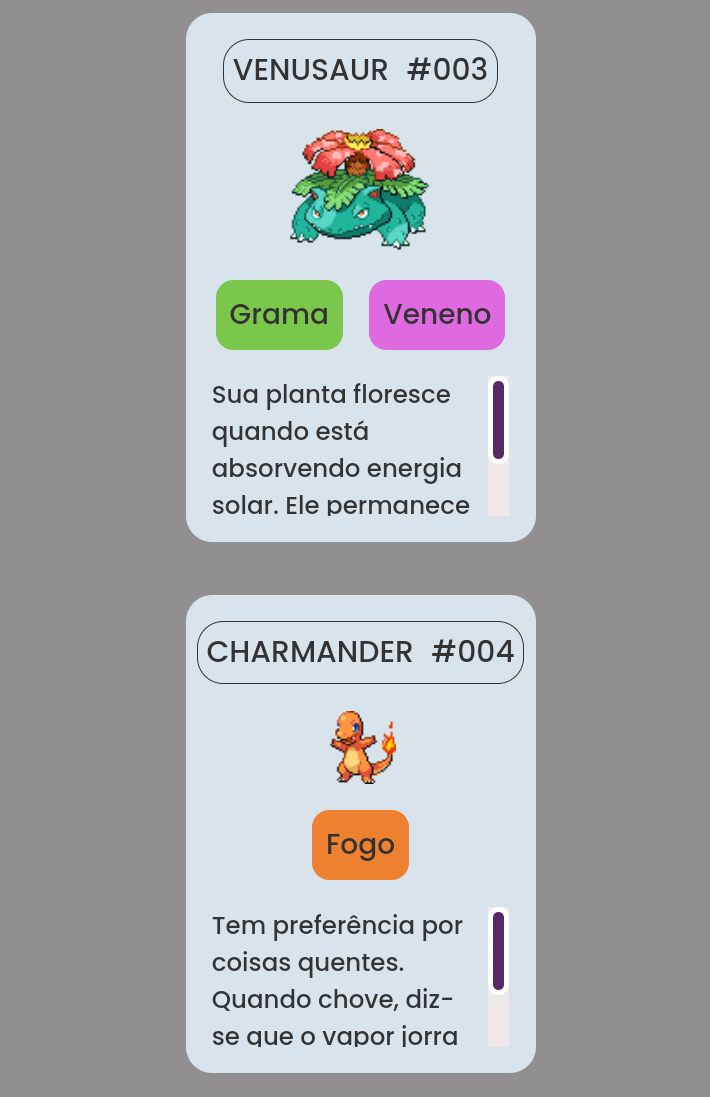 VENUSAUR #003
Grama Veneno
Sua planta floresce
quando está
absorvendo energia
solar. Ele permanece
CHARMANDER #004
Fogo
Tem preferência por
coisas quentes.
Quando chove, diz-
se que o vapor jorra